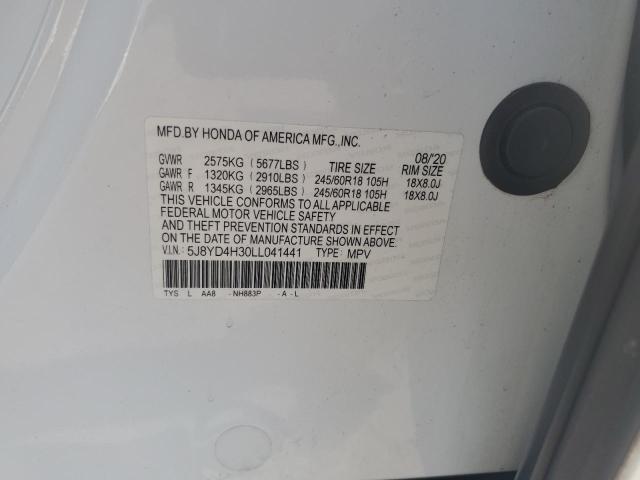 MFD.BY HONDA OF AMERICA MFG.,INC. 08/'20
GVWR 2575KG (5677LBS) TIRE SIZE RIM SIZE
GAWR F 1320KG (2910LBS) 245/60R18 105H 18X8.0J
GAWR R 1345KG (2965LBS) 245/60R18 105H 18X8.0J
THIS VEHICLE CONFORMS TO ALL APPLICABLE
FEDERAL MOTOR VEHICLE SAFETY
AND THEFT PREVENTION STANDARDS IN EFFECT
ON THE DATE OF MANUFACTURE SHOWN ABOVE.
V.I.N.: 5J8YD4H30LL041441 TYPE: MPV
TYS L AA8 -NH883P -A-L